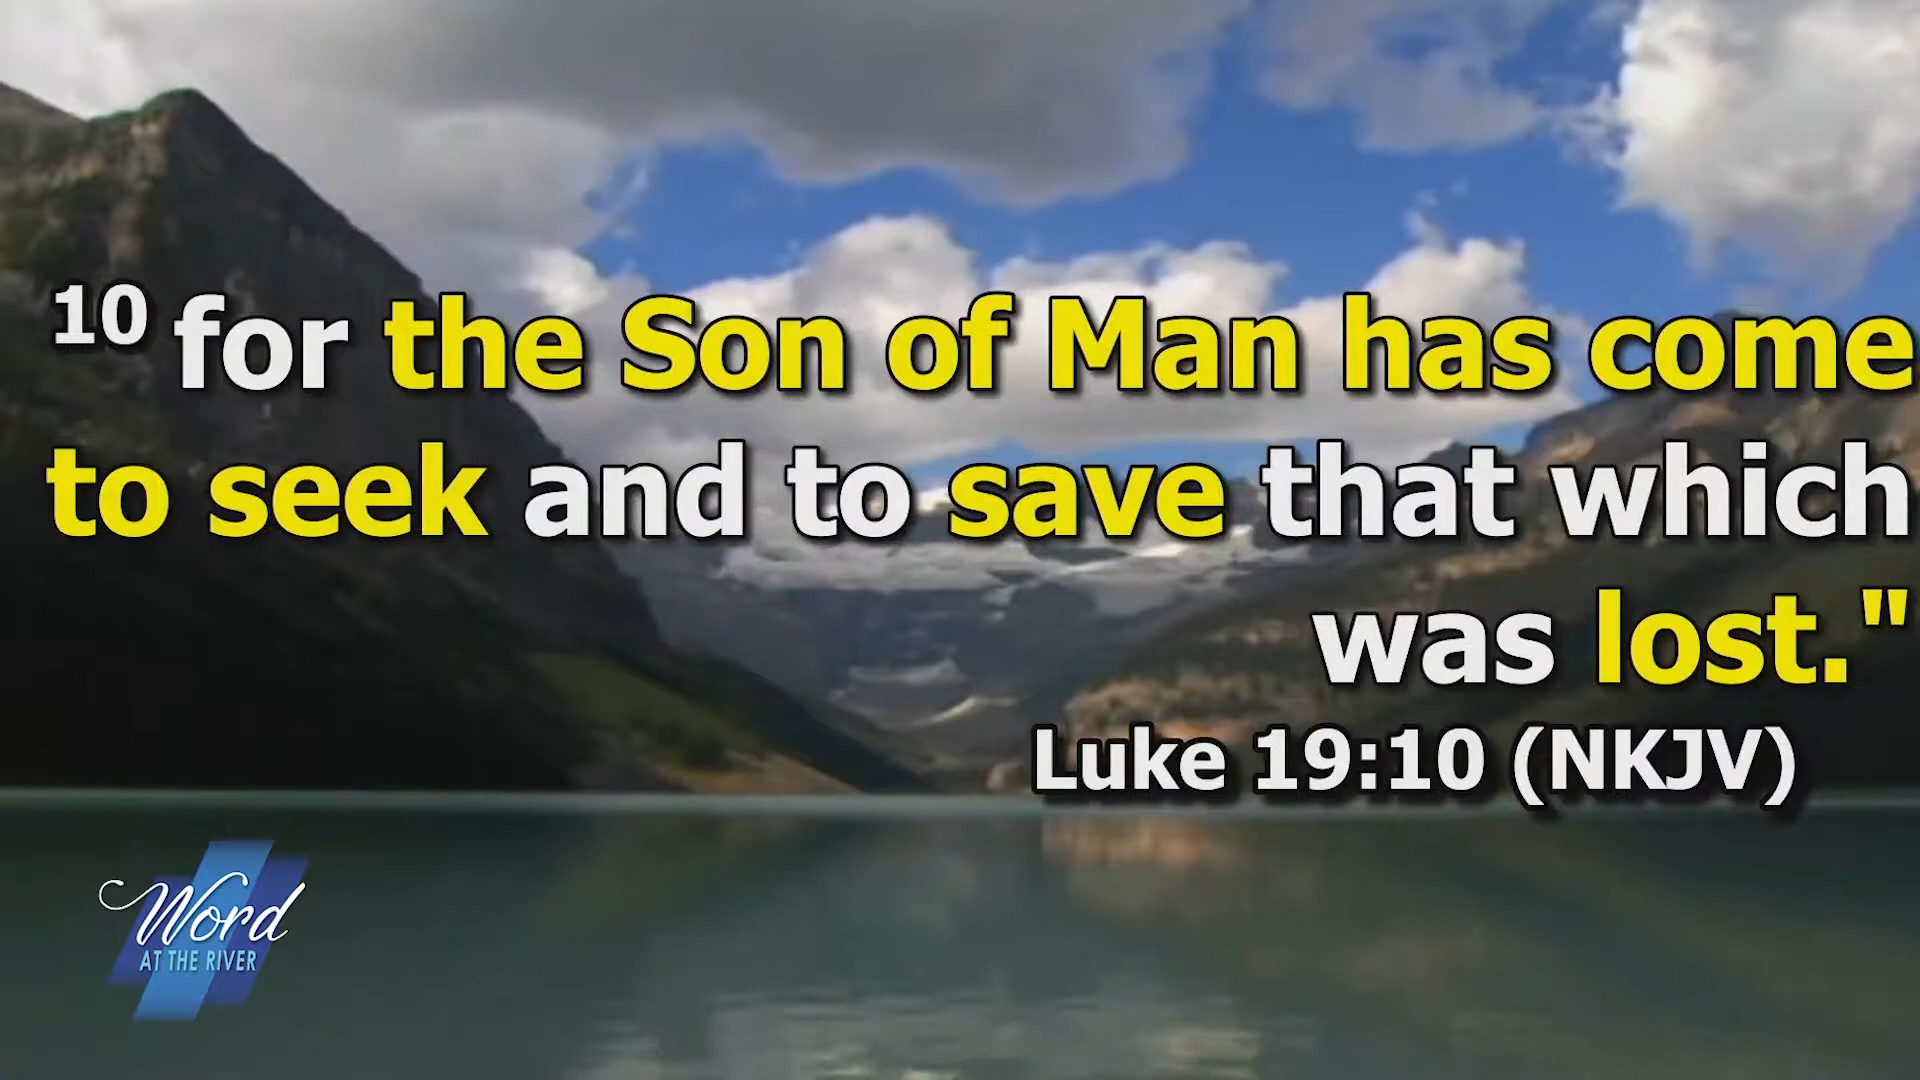 10 for the Son of Man has come
to seek and to save that which
was lost."
Luke 19:10 (NKJV)
Word
AT THE RIVER